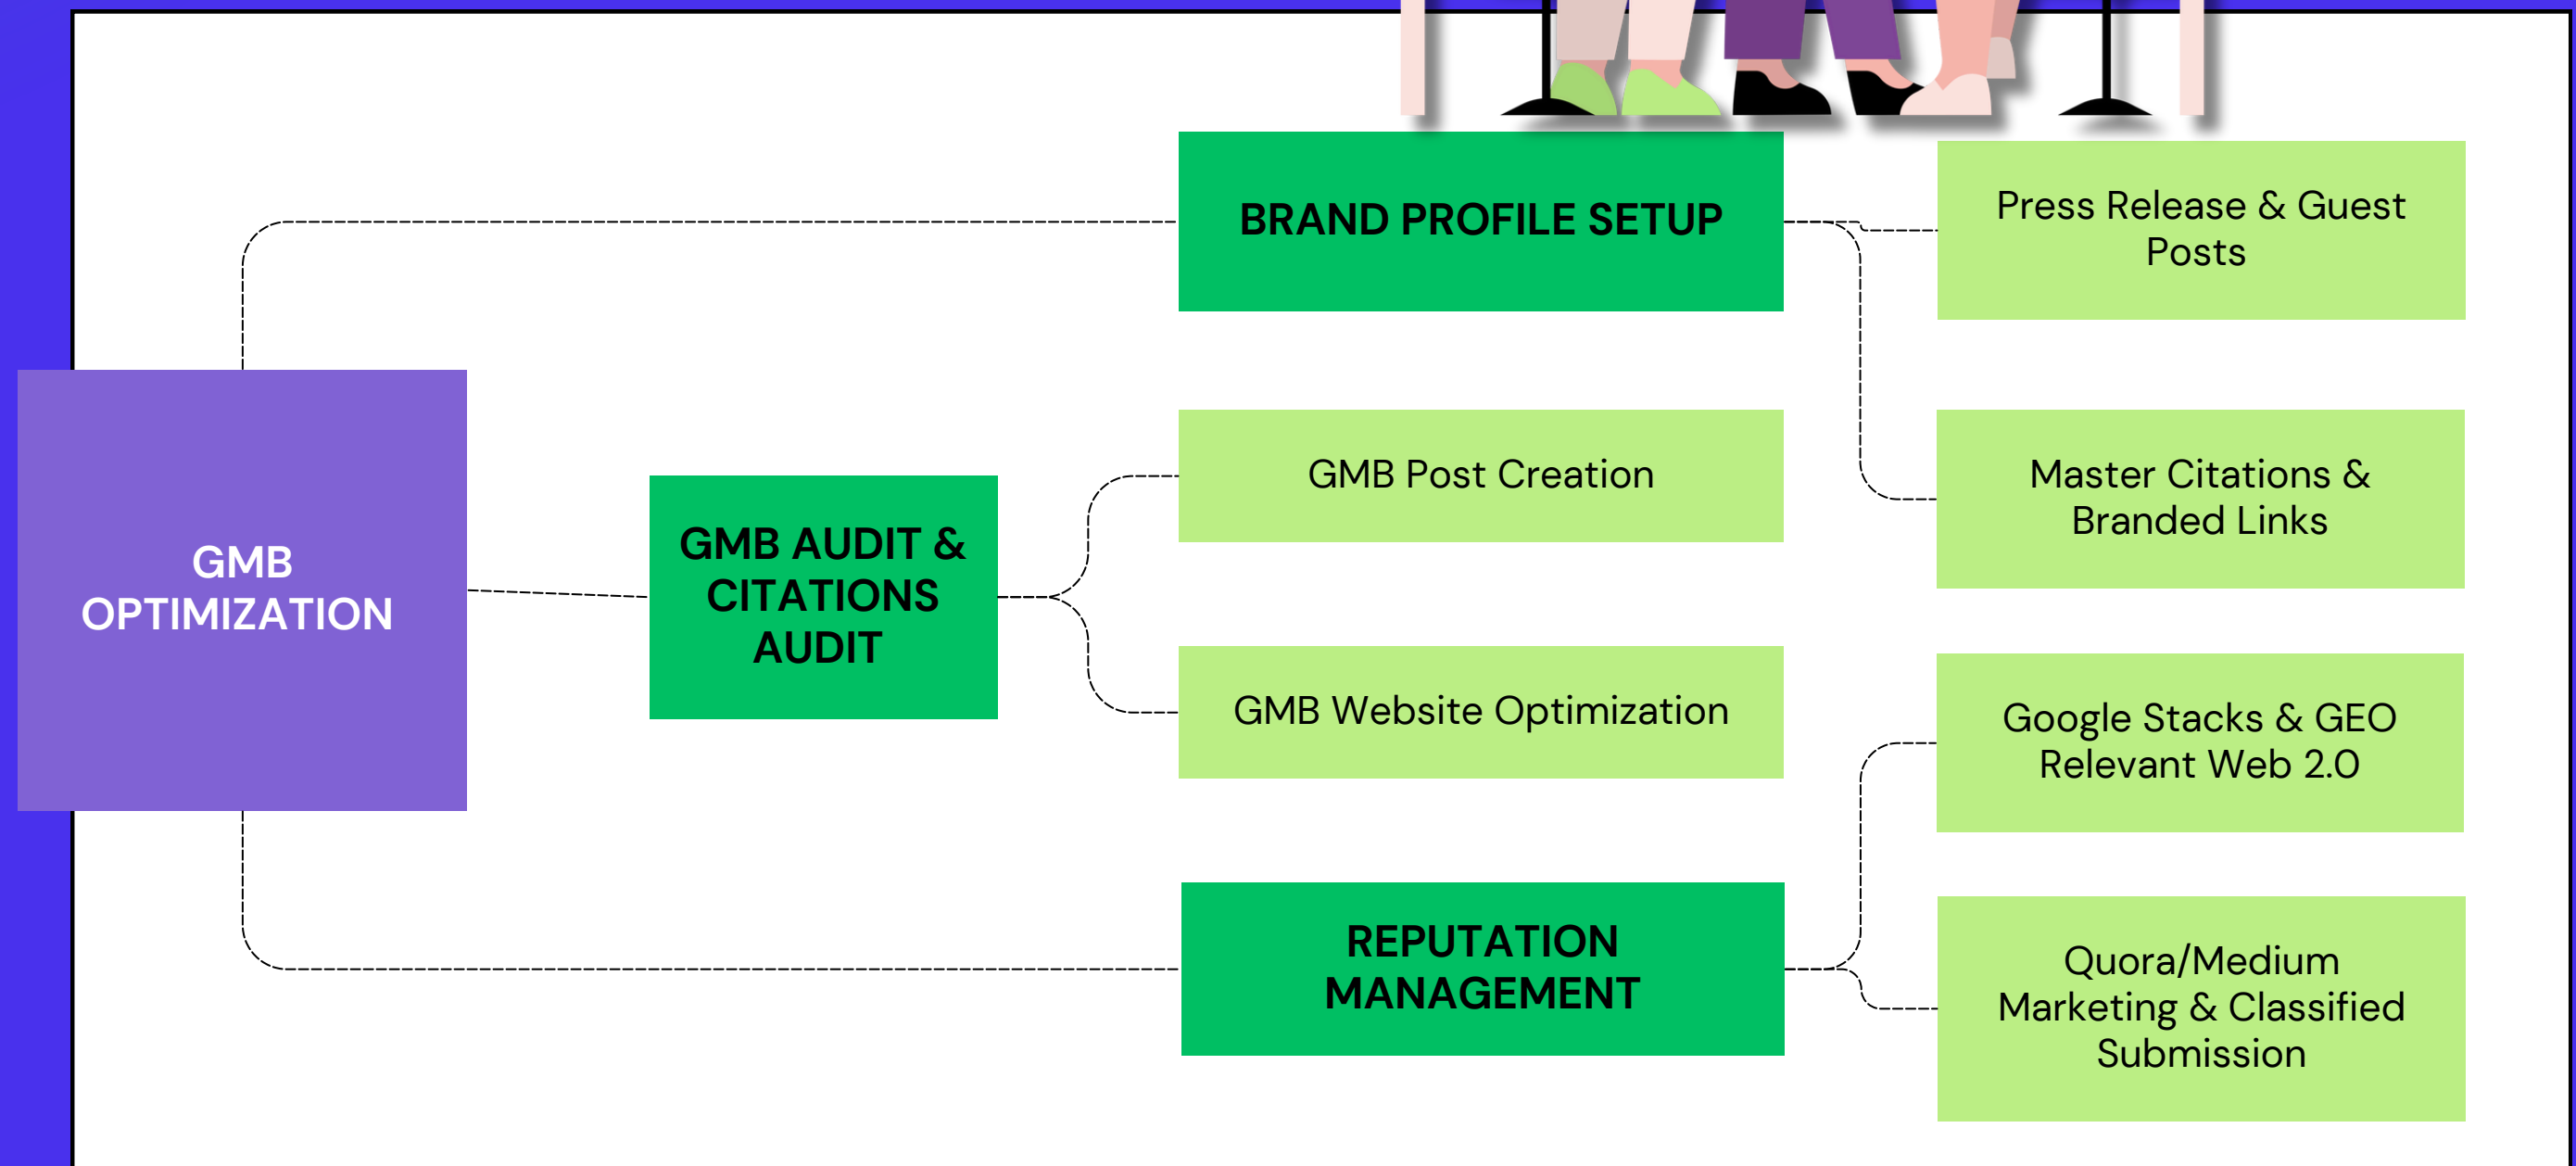 BRAND PROFILE SETUP
Press Release & Guest
Posts
GMB
OPTIMIZATION
GMB AUDIT &
CITATIONS
AUDIT
GMB Post Creation
Master Citations &
Branded Links
GMB Website Optimization
Google Stacks & GEO
Relevant Web 2.0
REPUTATION
MANAGEMENT
Quora/Medium
Marketing & Classified
Submission